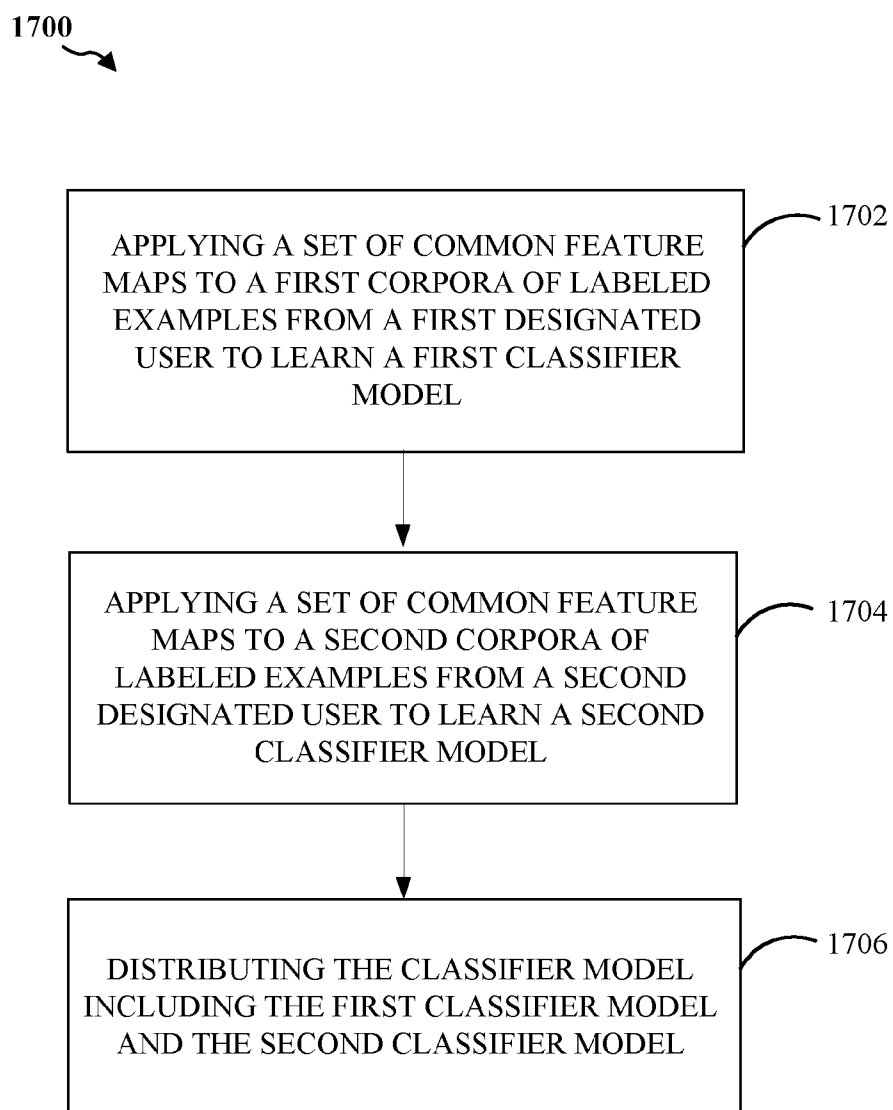 1700
APPLYING A SET OF COMMON FEATURE
MAPS TO A FIRST CORPORA OF LABELED
EXAMPLES FROM A FIRST DESIGNATED
USER TO LEARN A FIRST CLASSIFIER
MODEL
1702
APPLYING A SET OF COMMON FEATURE
MAPS TO A SECOND CORPORA OF
LABELED EXAMPLES FROM A SECOND
DESIGNATED USER TO LEARN A SECOND
CLASSIFIER MODEL
1704
DISTRIBUTING THE CLASSIFIER MODEL
INCLUDING THE FIRST CLASSIFIER MODEL
AND THE SECOND CLASSIFIER MODEL
1706